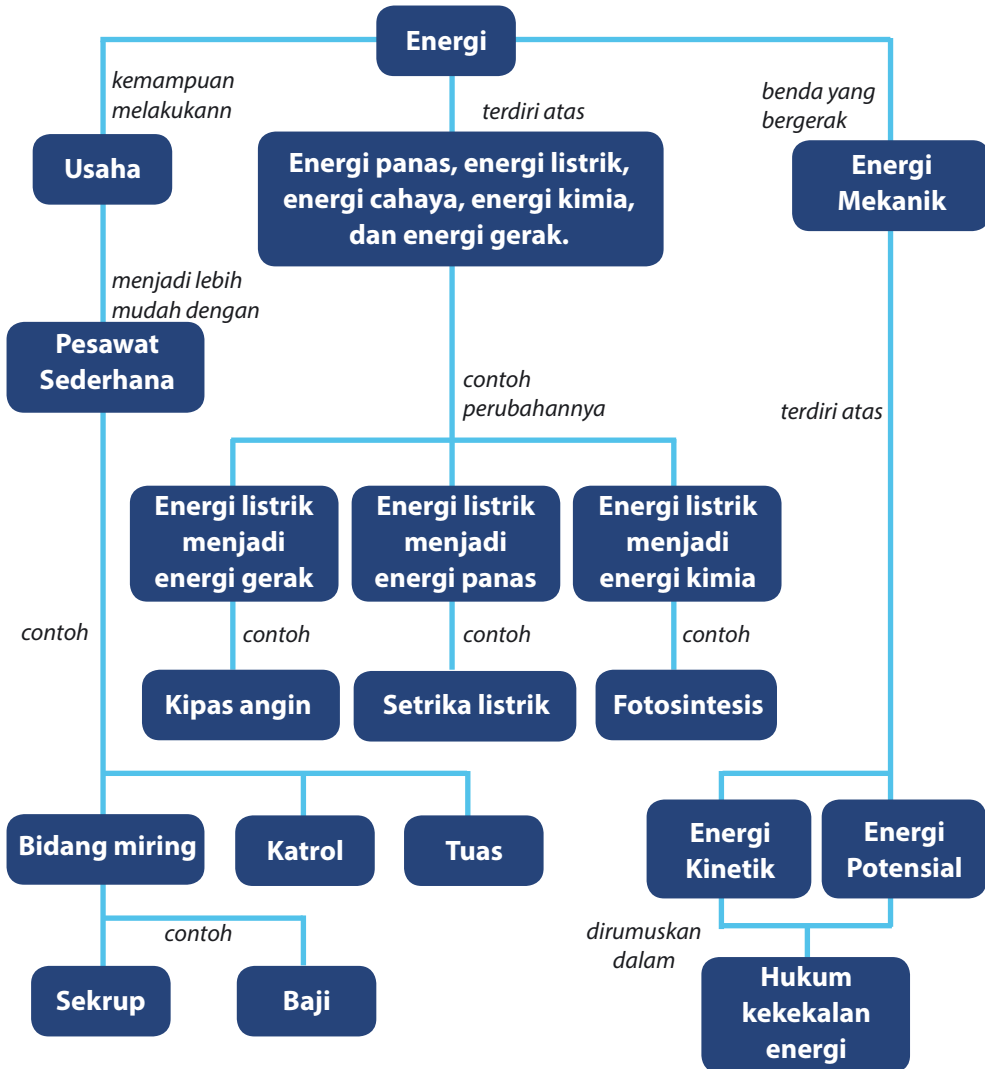 Energi
kemampuan
melakukann
terdiri atas
benda yang
bergerak
Usaha
Energi panas, energi listrik,
energi cahaya, energi kimia,
dan energi gerak.
Energi
Mekanik
menjadi lebih
mudah dengan
Pesawat
Sederhana
contoh
perubahannya
terdiri atas
Energi listrik
menjadi
energi gerak
Energi listrik
menjadi
energi panas
Energi listrik
menjadi
energi kimia
contoh
contoh
contoh
contoh
Kipas angin
Setrika listrik
Fotosintesis
Bidang miring
Katrol
Tuas
Energi
Kinetik
Energi
Potensial
contoh
dirumuskan
dalam
Sekrup
Baji
Hukum
kekekalan
energi